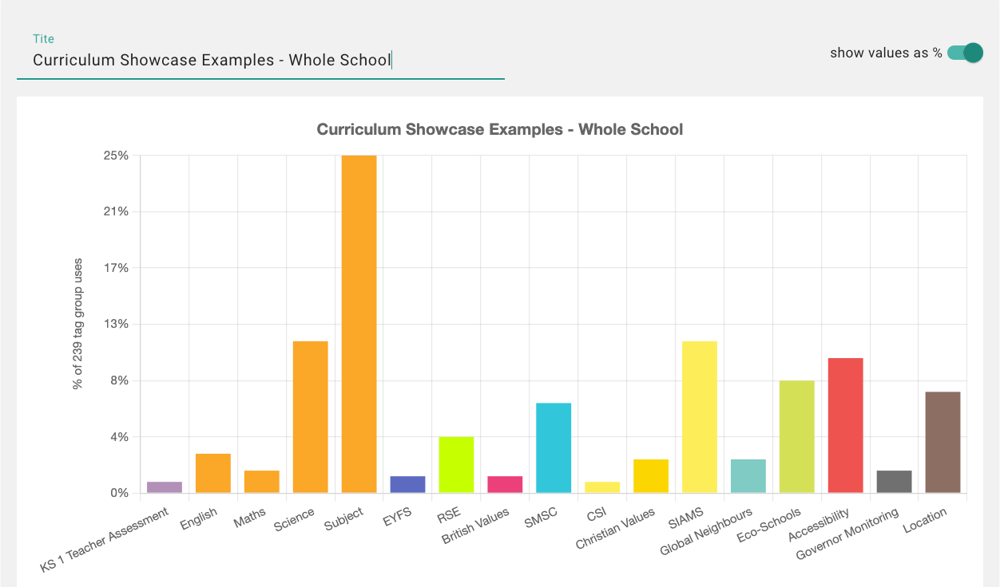 Tite
Curriculum Showcase Examples - Whole School
show values as %
Curriculum Showcase Examples - Whole School
25%
21%
17%
13%
8%
4%
0%
% of 239 tag group uses
KS 1 Teacher Assessment
English
Maths
Science
Subject
EYFS
RSE
British Values
SMSC
CSI
Christian Values
SIAMS
Global Neighbours
Eco-Schools
Accessibility
Governor Monitoring
Location